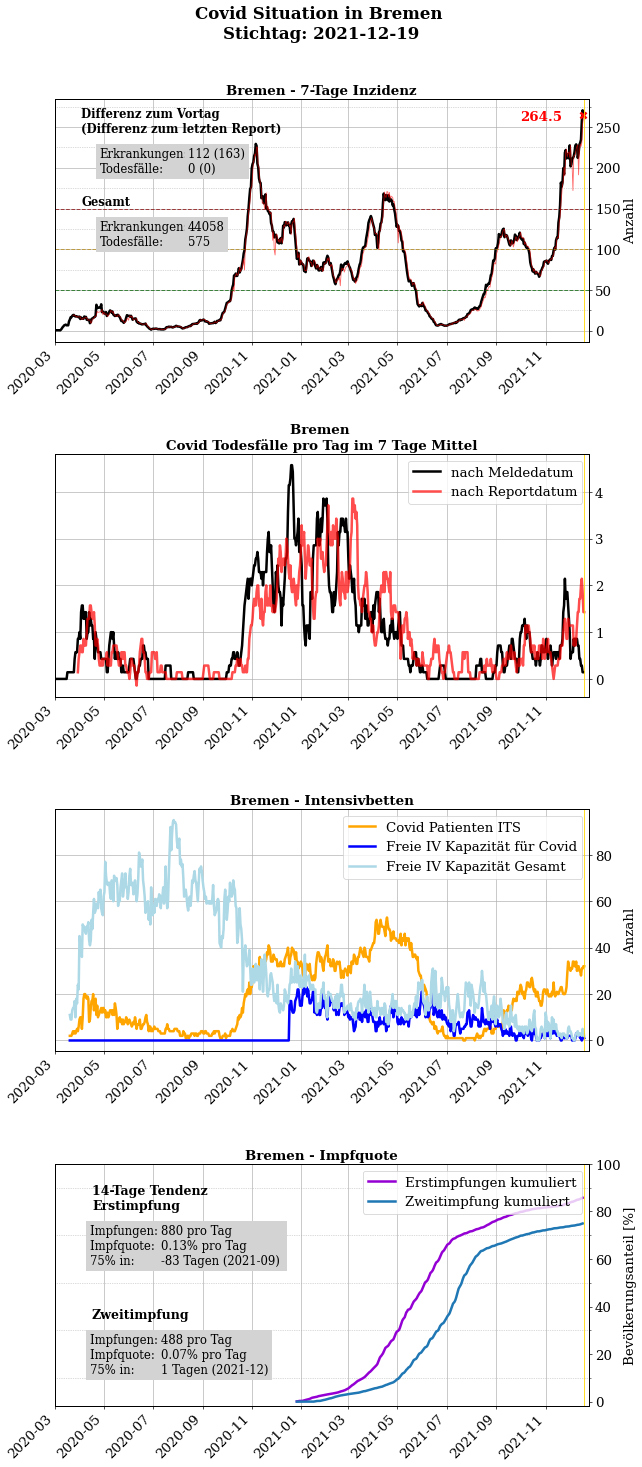 Covid Situation in Bremen
Stichtag: 2021-12-19
Bremen - 7-Tage Inzidenz
Differenz zum Vortag
(Differenz zum letzten Report)
Erkrankungen 112 (163)
Todesfälle: 0 (0)
Gesamt
Erkrankungen 44058
Todesfälle: 575
264.5
250
200
150
100
50
0
Anzahl
2020-03
2020-05
2020-07
2020-09
2020-11
2021-01
2021-03
2021-05
2021-07
2021-09
2021-11
Bremen
Covid Todesfälle pro Tag im 7 Tage Mittel
nach Meldedatum
nach Reportdatum
4
3
2
1
0
2020-03
2020-05
2020-07
2020-09
2020-11
2021-01
2021-03
2021-05
2021-07
2021-09
2021-11
Bremen - Intensivbetten
Covid Patienten ITS
Freie IV Kapazität für Covid
Freie IV Kapazität Gesamt
80
60
40
20
0
Anzahl
2020-03
2020-05
2020-07
2020-09
2020-11
2021-01
2021-03
2021-05
2021-07
2021-09
2021-11
Bremen - Impfquote
14-Tage Tendenz
Erstimpfung
Impfungen: 880 pro Tag
Impfquote: 0.13% pro Tag
75% in: -83 Tagen (2021-09)
Zweitimpfung
Impfungen: 488 pro Tag
Impfquote: 0.07% pro Tag
75% in: 1 Tagen (2021-12)
Erstimpfungen kumuliert
Zweitimpfung kumuliert
100
80
60
40
20
0
Bevölkerungsanteil [%]
2020-03
2020-05
2020-07
2020-09
2020-11
2021-01
2021-03
2021-05
2021-07
2021-09
2021-11